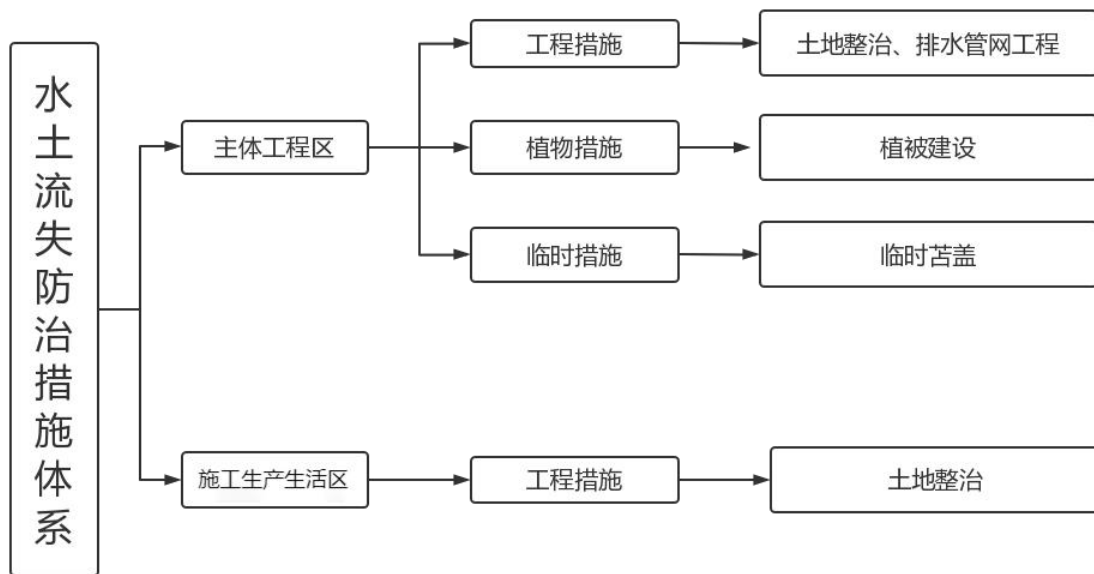 水土流失防治措施体系
主体工程区
工程措施
土地整治、排水管网工程
植物措施
植被建设
临时措施
临时苫盖
施工生产生活区
工程措施
土地整治